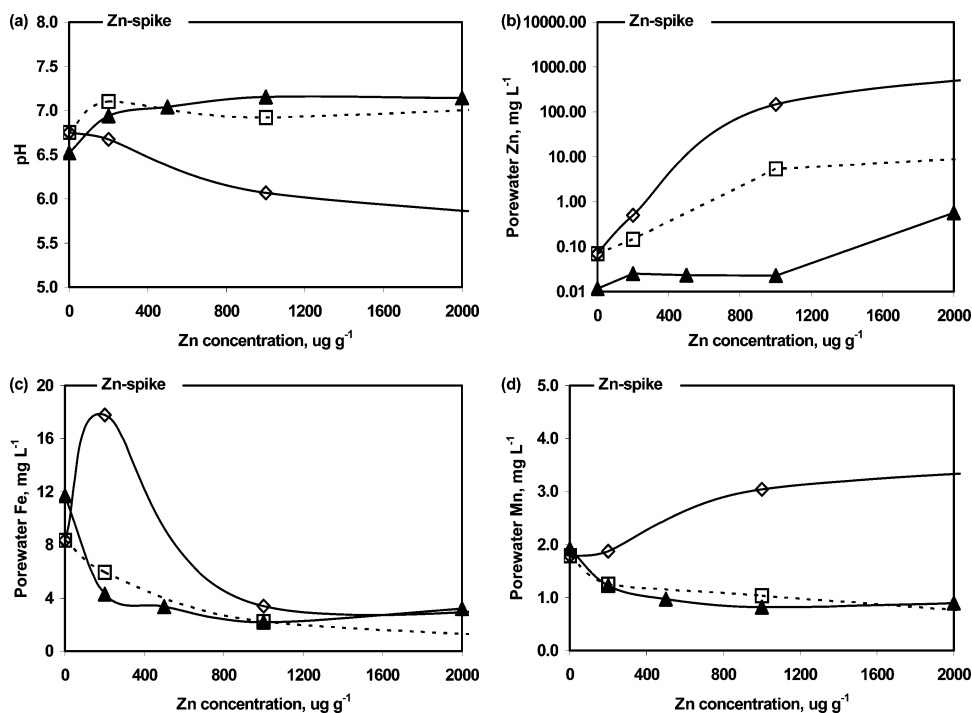 (a)
Zn-spike
8.0
7.5
7.0
6.5
6.0
5.5
5.0
pH
0 400 800 1200 1600 2000
Zn concentration, ug g-1
(b)
Zn-spike
10000.00
1000.00
100.00
10.00
1.00
0.10
0.01
Porewater Zn, mg L-1
0 400 800 1200 1600 2000
Zn concentration, ug g-1
(c)
Zn-spike
20
16
12
8
4
0
Porewater Fe, mg L-1
0 400 800 1200 1600 2000
Zn concentration, ug g-1
(d)
Zn-spike
5.0
4.0
3.0
2.0
1.0
0.0
Porewater Mn, mg L-1
0 400 800 1200 1600 2000
Zn concentration, ug g-1